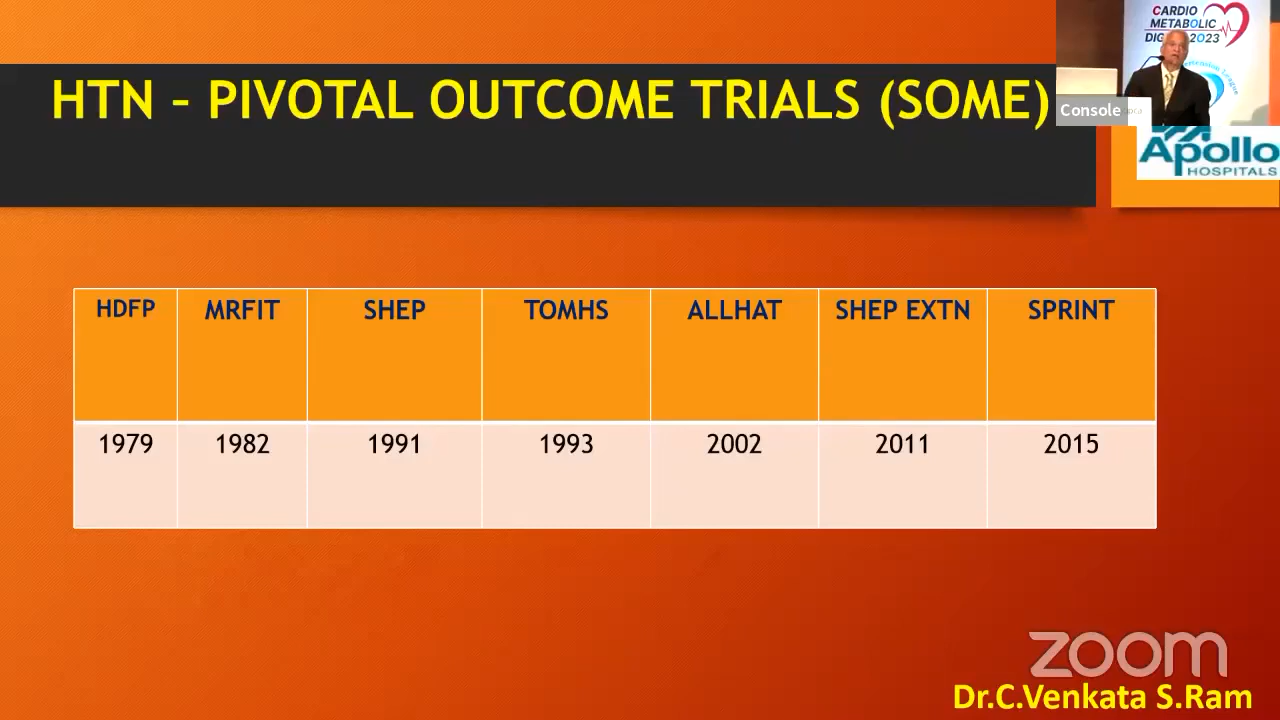 CARDIO
METABOLIC
2023
Console
HTN – PIVOTAL OUTCOME TRIALS (SOME)
Apollo
HOSPITALS
HDFP MRFIT SHEP TOMHS ALLHAT SHEP EXTN SPRINT
1979 1982 1991 1993 2002 2011 2015
zoom
Dr.C.Venkata S.Ram